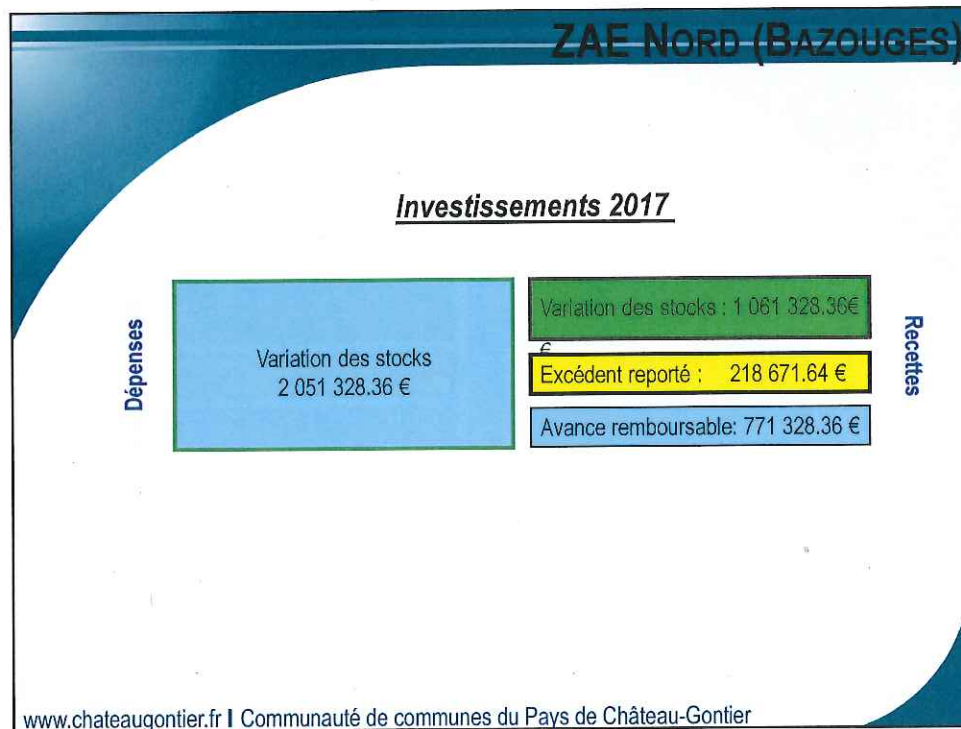 ZAE NORD (BAZOUGES)
Investissements 2017
Dépenses
Variation des stocks
2 051 328.36 €
Variation des stocks : 1 061 328.36€
€
Excédent reporté : 218 671.64 €
Avance remboursable: 771 328.36 €
Recettes
www.chateaugontier.fr I Communauté de communes du Pays de Château-Gontier